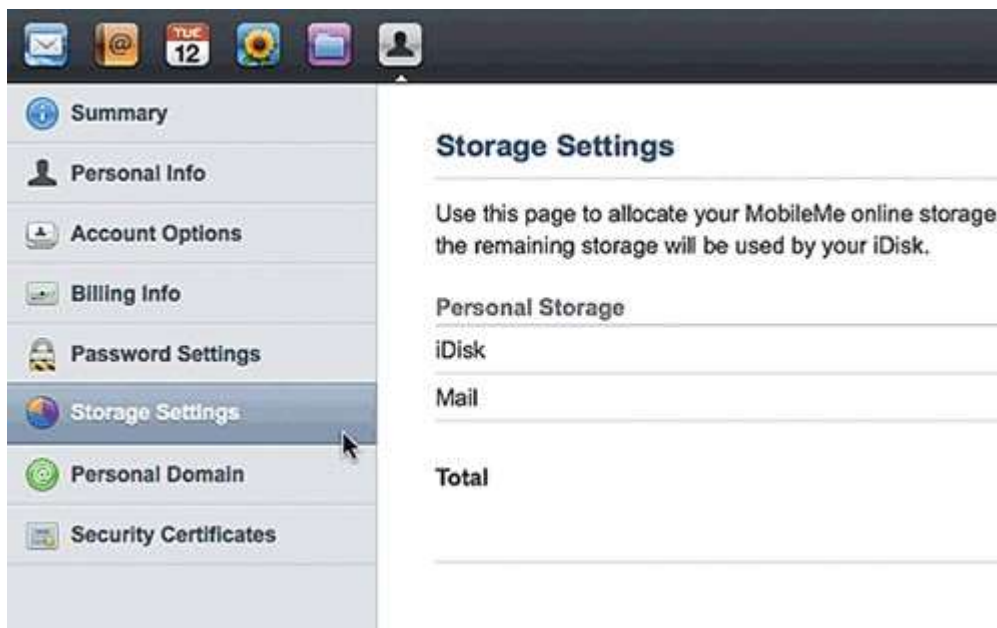 TUE
12
Summary
Personal Info
Account Options
Billing Info
Password Settings
Storage Settings
Personal Domain
Security Certificates
Storage Settings
Use this page to allocate your MobileMe online storage
the remaining storage will be used by your iDisk.
Personal Storage
iDisk
Mail
Total